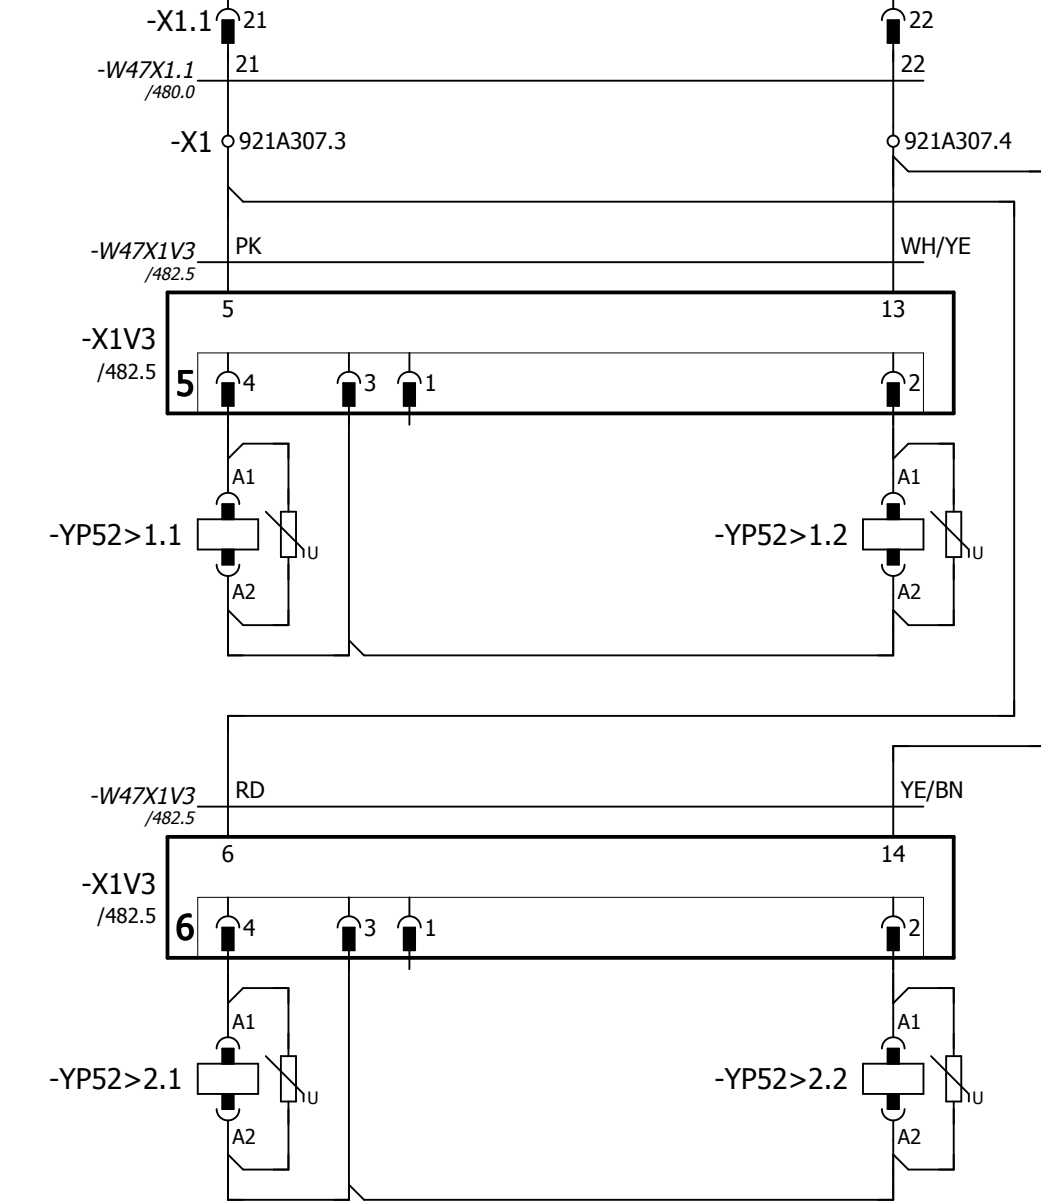 -X1.1 21 22
-W47X1.1 21 22
/480.0
-X1 921A307.3 921A307.4
-W47X1V3 PK WH/YE
/482.5
5 13
-X1V3
/482.5
5 4 3 1 2
A1 A1
-YP52>1.1 U -YP52>1.2 U
A2 A2
-W47X1V3 RD YE/BN
/482.5
6 14
-X1V3
/482.5
6 4 3 1 2
A1 A1
-YP52>2.1 U -YP52>2.2 U
A2 A2